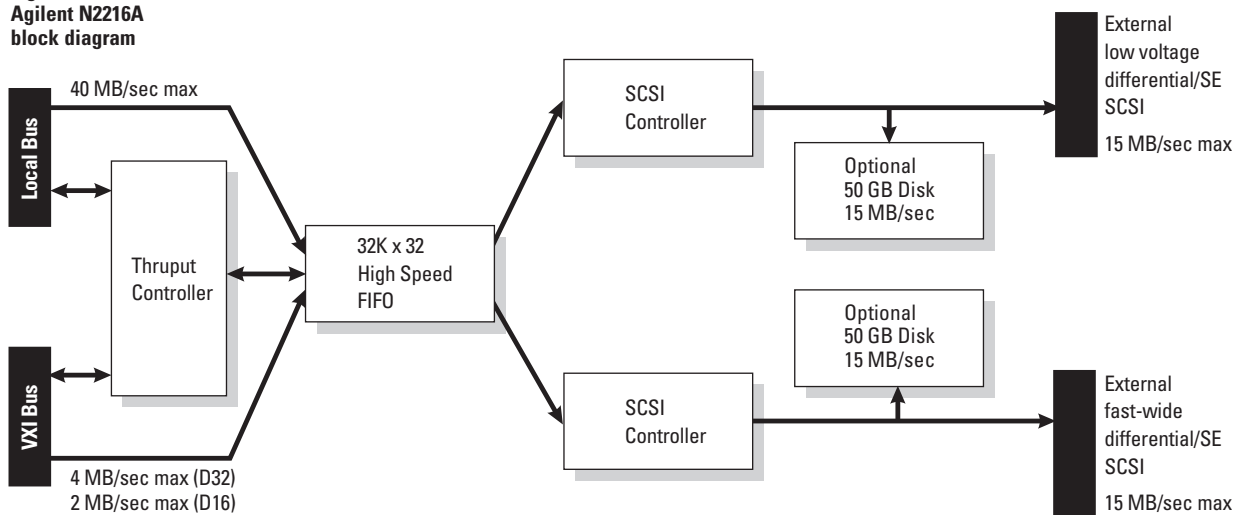 Agilent N2216A
block diagram
40 MB/sec max
Local Bus
Thruput
Controller
VXI Bus
4 MB/sec max (D32)
2 MB/sec max (D16)
32K x 32
High Speed
FIFO
SCSI
Controller
Optional
50 GB Disk
15 MB/sec
External
low voltage
differential/SE
SCSI
15 MB/sec max
SCSI
Controller
Optional
50 GB Disk
15 MB/sec
External
fast-wide
differential/SE
SCSI
15 MB/sec max